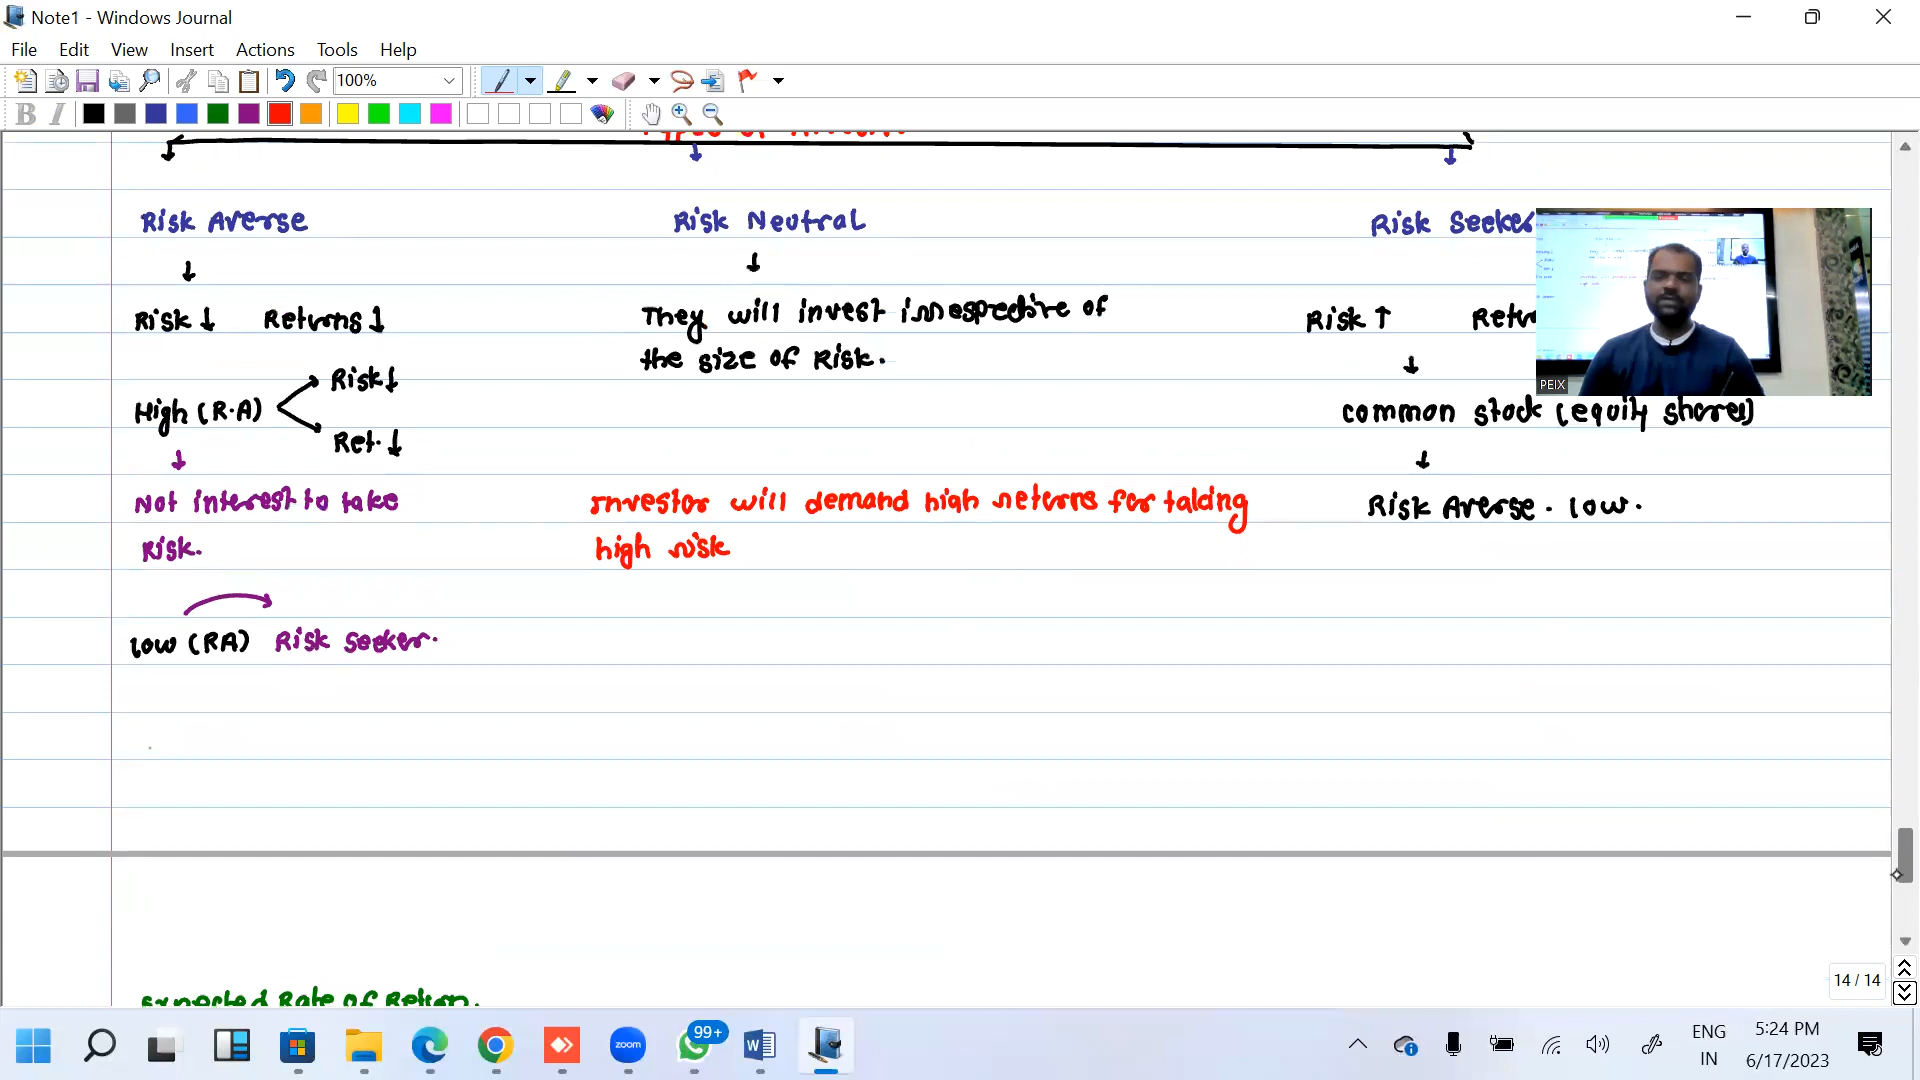 Note1 - Windows Journal
File Edit View Insert Actions Tools Help
100%
B I
Types of
Risk Averse Risk Neutral Risk Seeker
Risk ↓ Returns ↓ They will invest irrespective of Risk ↑
the size of Risk.
Risk ↓
High (R.A)
Ret. ↓
PEIX
common stock (equity shares)
Not interest to take
Risk.
Investor will demand high returns for taking
high risk
Risk Averse - low.
low (RA) Risk seeker.
Expected Rate of Return.
14 / 14
99+
zoom
ENG
IN
5:24 PM
6/17/2023